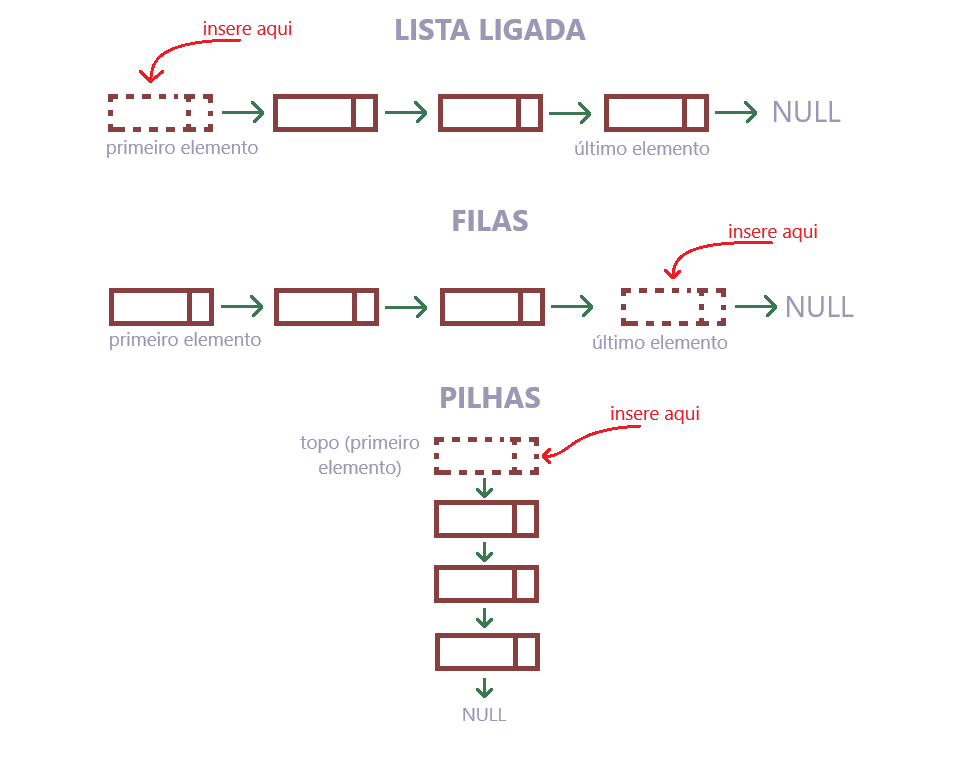 insere aqui
LISTA LIGADA
NULL
primeiro elemento
último elemento
FILAS
insere aqui
NULL
primeiro elemento
último elemento
PILHAS
insere aqui
topo (primeiro
elemento)
NULL